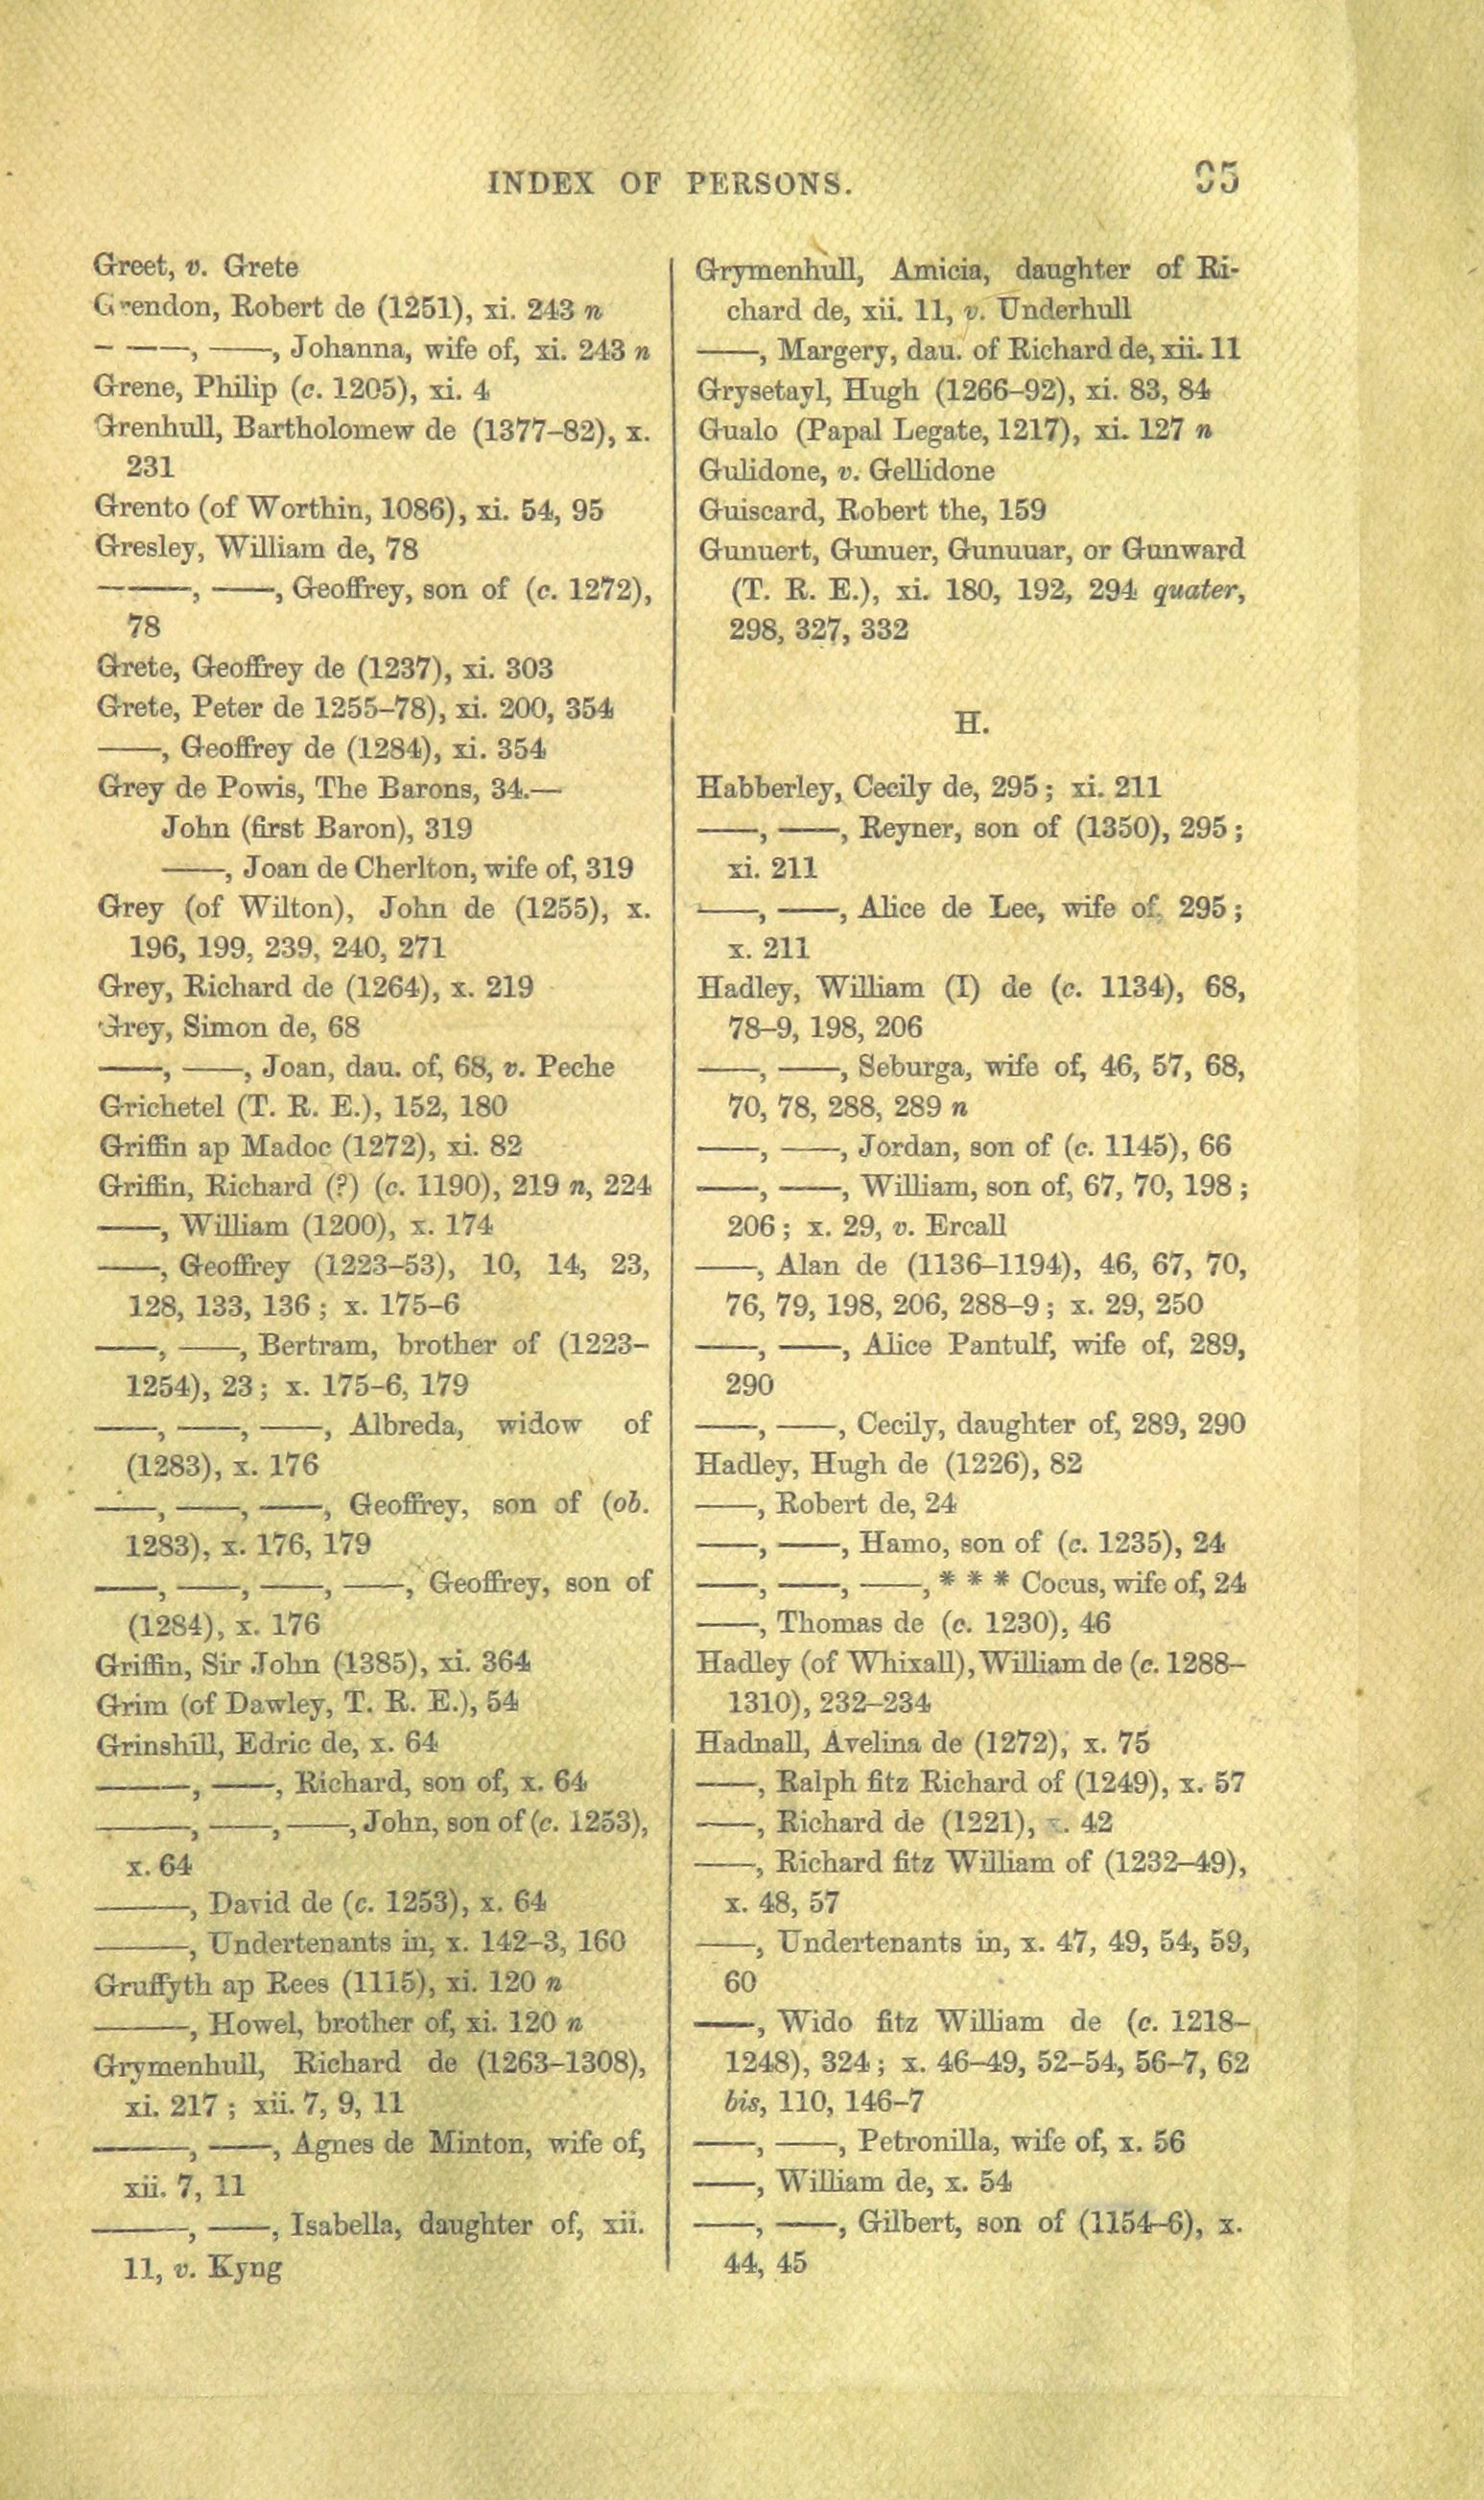 INDEX OF PERSONS. 95
Greet, v. Grete
Grendon, Robert de (1251), xi. 243 n
— ——, ——, Johanna, wife of, xi. 243 n
Grene, Philip (c. 1205), xi. 4
Grenhull, Bartholomew de (1377–82), x.
231
Grento (of Worthin, 1086), xi. 54, 95
Gresley, William de, 78
———, ——, Geoffrey, son of (c. 1272),
78
Grete, Geoffrey de (1237), xi. 303
Grete, Peter de 1255–78), xi. 200, 354
——, Geoffrey de (1284), xi. 354
Grey de Powis, The Barons, 34.—
John (first Baron), 319
——, Joan de Cherlton, wife of, 319
Grey (of Wilton), John de (1255), x.
196, 199, 239, 240, 271
Grey, Richard de (1264), x. 219
Grey, Simon de, 68
——, ——, Joan, dau. of, 68, v. Peche
Grichetel (T. R. E.), 152, 180
Griffin ap Madoc (1272), xi. 82
Griffin, Richard (?) (c. 1190), 219 n, 224
——, William (1200), x. 174
——, Geoffrey (1223–53), 10, 14, 23,
128, 133, 136; x. 175–6
——, ——, Bertram, brother of (1223–
1254), 23; x. 175–6, 179
——, ——, ——, Albreda, widow of
(1283), x. 176
——, ——, ——, Geoffrey, son of (ob.
1283), x. 176, 179
——, ——, ——, ——, Geoffrey, son of
(1284), x. 176
Griffin, Sir John (1385), xi. 364
Grim (of Dawley, T. R. E.), 54
Grinshill, Edric de, x. 64
———, ——, Richard, son of, x. 64
———, ——, ——, John, son of (c. 1253),
x. 64
———, David de (c. 1253), x. 64
———, Undertenants in, x. 142–3, 160
Gruffyth ap Rees (1115), xi. 120 n
———, Howel, brother of, xi. 120 n
Grymenhull, Richard de (1263–1308),
xi. 217; xii. 7, 9, 11
———, ——, Agnes de Minton, wife of,
xii. 7, 11
———, ——, Isabella, daughter of, xii.
11, v. Kyng
Grymenhull, Amicia, daughter of Ri-
chard de, xii. 11, v. Underhull
——, Margery, dau. of Richard de, xii. 11
Grysetayl, Hugh (1266–92), xi. 83, 84
Gualo (Papal Legate, 1217), xi. 127 n
Gulidone, v. Gellidone
Guiscard, Robert the, 159
Gunuert, Gunuer, Gunuuar, or Gunward
(T. R. E.), xi. 180, 192, 294 quater,
298, 327, 332
H.
Habberley, Cecily de, 295; xi. 211
——, ——, Reyner, son of (1350), 295;
xi. 211
——, ——, Alice de Lee, wife of, 295;
x. 211
Hadley, William (I) de (c. 1134), 68,
78–9, 198, 206
——, ——, Seburga, wife of, 46, 57, 68,
70, 78, 288, 289 n
——, ——, Jordan, son of (c. 1145), 66
——, ——, William, son of, 67, 70, 198;
206; x. 29, v. Ercall
——, Alan de (1136–1194), 46, 67, 70,
76, 79, 198, 206, 288–9; x. 29, 250
——, ——, Alice Pantulf, wife of, 289,
290
——, ——, Cecily, daughter of, 289, 290
Hadley, Hugh de (1226), 82
——, Robert de, 24
——, ——, Hamo, son of (c. 1235), 24
——, ——, ——, * * * Cocus, wife of, 24
——, Thomas de (c. 1230), 46
Hadley (of Whixall), William de (c. 1288–
1310), 232–234
Hadnall, Avelina de (1272), x. 75
——, Ralph fitz Richard of (1249), x. 57
——, Richard de (1221), x. 42
——, Richard fitz William of (1232–49),
x. 48, 57
——, Undertenants in, x. 47, 49, 54, 59,
60
——, Wido fitz William de (c. 1218–
1248), 324; x. 46–49, 52–54, 56–7, 62
bis, 110, 146–7
——, ——, Petronilla, wife of, x. 56
——, William de, x. 54
——, ——, Gilbert, son of (1154–6), x.
44, 45